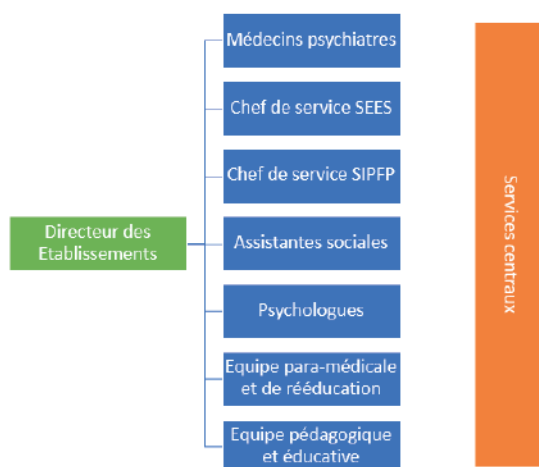 Médecins psychiatres
Chef de service SEES
Chef de service SIPFP
Directeur des
Etablissements
Assistantes sociales
Psychologues
Equipe para-médicale
et de rééducation
Equipe pédagogique
et éducative
Services centraux